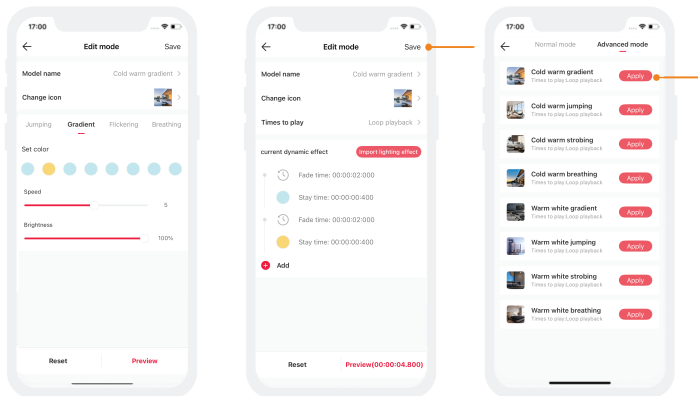 17:00
Edit mode
Save
Model name
Cold warm gradient >
Change icon
>
Jumping Gradient Flickering Breathing
Set color
Speed
5
Brightness
100%
Reset
Preview
17:00
Edit mode
Save
Model name
Cold warm gradient >
Change icon
>
Times to play
Loop playback >
current dynamic effect
Import lighting effect
Fade time: 00:00:02:000
Stay time: 00:00:00:400
Fade time: 00:00:02:000
Stay time: 00:00:00:400
Add
Reset
Preview(00:00:04.800)
17:00
Normal mode
Advanced mode
Cold warm gradient
Times to play:Loop playback
Apply
Cold warm jumping
Times to play:Loop playback
Apply
Cold warm strobing
Times to play:Loop playback
Apply
Cold warm breathing
Times to play:Loop playback
Apply
Warm white gradient
Times to play:Loop playback
Apply
Warm white jumping
Times to play:Loop playback
Apply
Warm white strobing
Times to play:Loop playback
Apply
Warm white breathing
Times to play:Loop playback
Apply